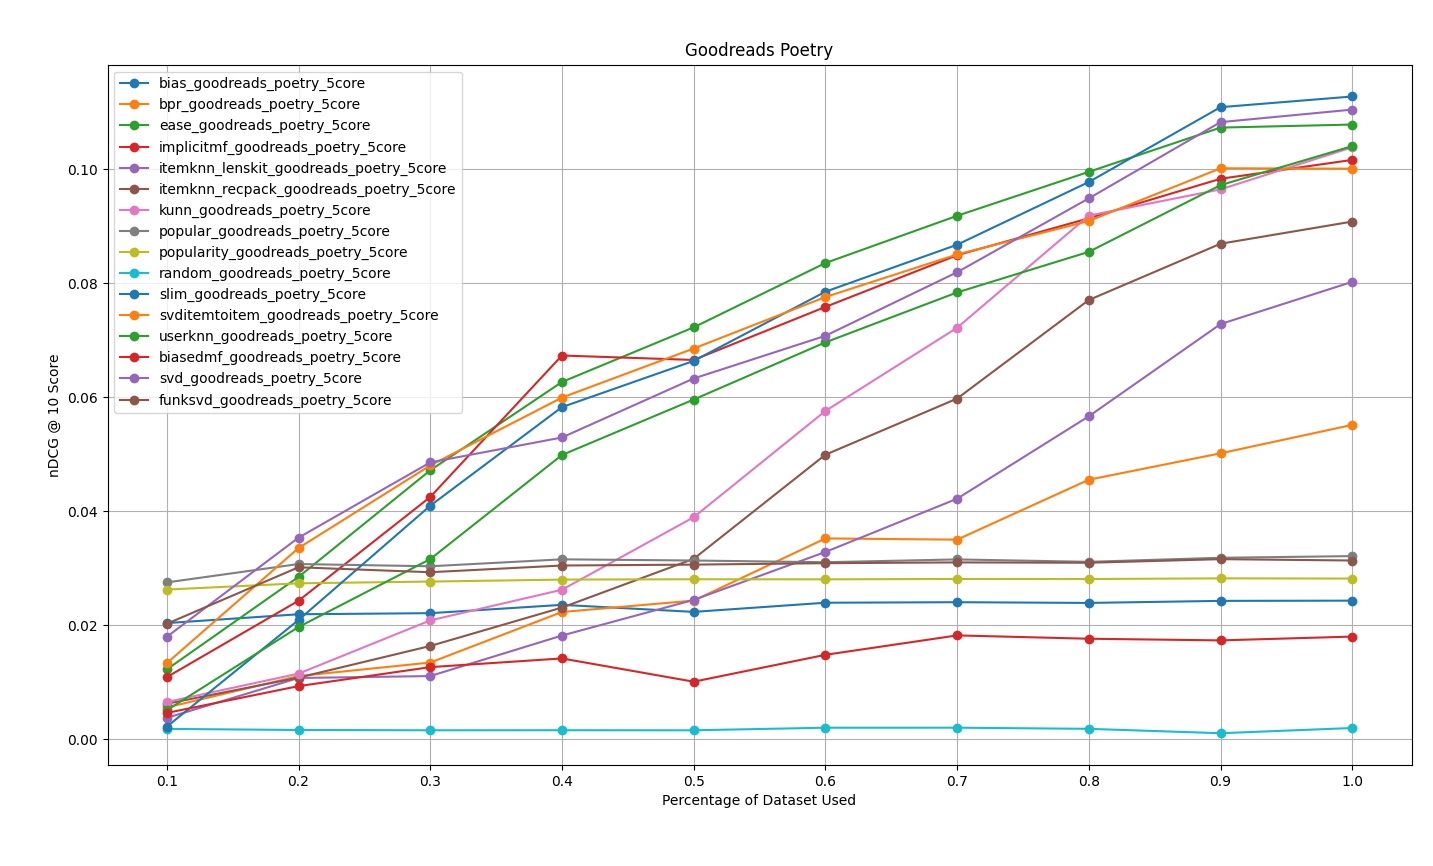 Goodreads Poetry
bias_goodreads_poetry_5core
bpr_goodreads_poetry_5core
ease_goodreads_poetry_5core
implicitmf_goodreads_poetry_5core
itemknn_lenskit_goodreads_poetry_5core
itemknn_recpack_goodreads_poetry_5core
kunn_goodreads_poetry_5core
popular_goodreads_poetry_5core
popularity_goodreads_poetry_5core
random_goodreads_poetry_5core
slim_goodreads_poetry_5core
svditemtoitem_goodreads_poetry_5core
userknn_goodreads_poetry_5core
biasedmf_goodreads_poetry_5core
svd_goodreads_poetry_5core
funksvd_goodreads_poetry_5core
nDCG @ 10 Score
0.10
0.08
0.06
0.04
0.02
0.00
0.1 0.2 0.3 0.4 0.5 0.6 0.7 0.8 0.9 1.0
Percentage of Dataset Used